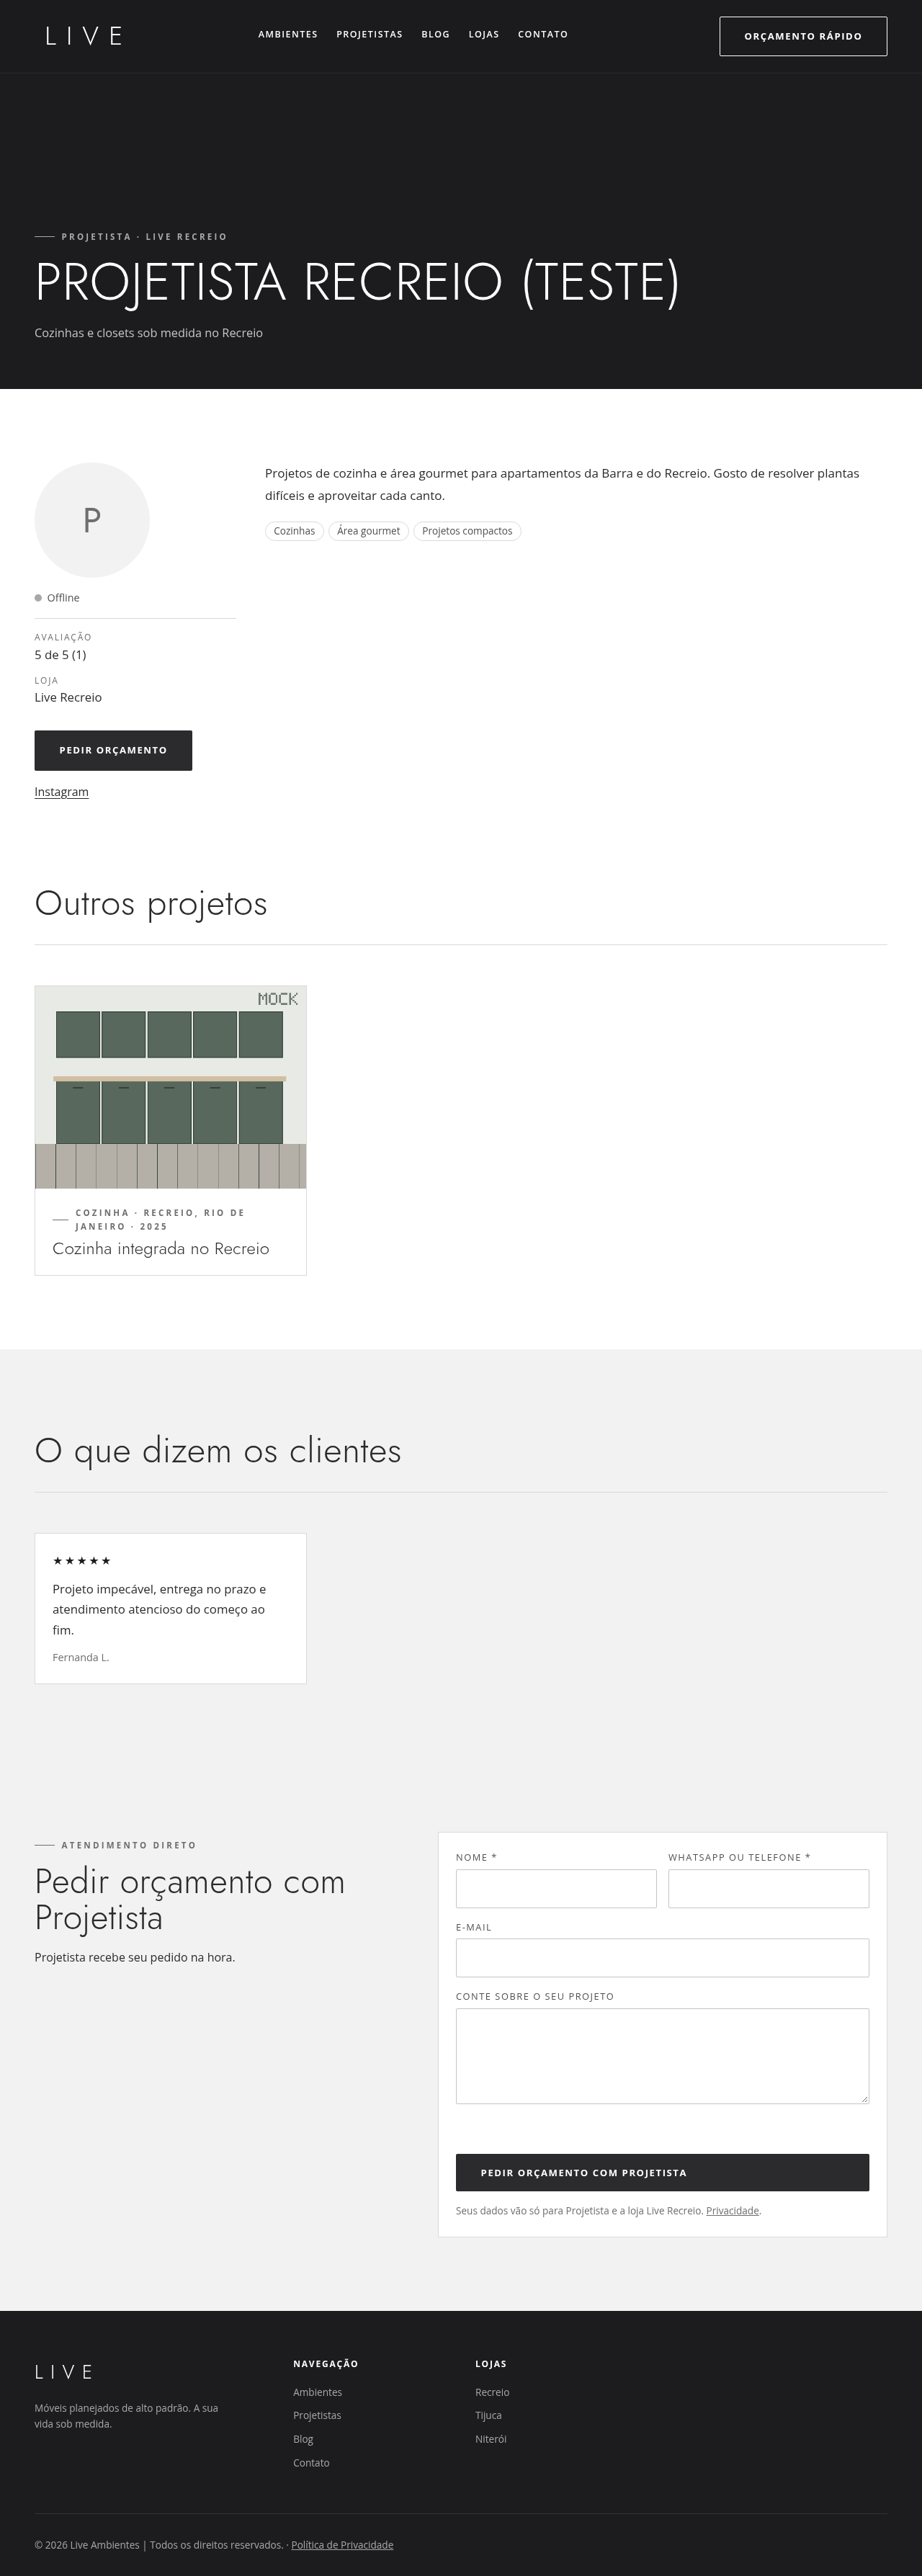 LIVE
AMBIENTES PROJETISTAS BLOG LOJAS CONTATO
ORÇAMENTO RÁPIDO
PROJETISTA · LIVE RECREIO
PROJETISTA RECREIO (TESTE)
Cozinhas e closets sob medida no Recreio
P
Offline
AVALIAÇÃO
5 de 5 (1)
LOJA
Live Recreio
PEDIR ORÇAMENTO
Instagram
Projetos de cozinha e área gourmet para apartamentos da Barra e do Recreio. Gosto de resolver plantas
difíceis e aproveitar cada canto.
Cozinhas Área gourmet Projetos compactos
Outros projetos
MOCK
COZINHA · RECREIO, RIO DE
JANEIRO · 2025
Cozinha integrada no Recreio
O que dizem os clientes
★★★★★
Projeto impecável, entrega no prazo e
atendimento atencioso do começo ao
fim.
Fernanda L.
ATENDIMENTO DIRETO
Pedir orçamento com
Projetista
Projetista recebe seu pedido na hora.
NOME * WHATSAPP OU TELEFONE *
E-MAIL
CONTE SOBRE O SEU PROJETO
PEDIR ORÇAMENTO COM PROJETISTA
Seus dados vão só para Projetista e a loja Live Recreio. Privacidade.
LIVE
Móveis planejados de alto padrão. A sua
vida sob medida.
NAVEGAÇÃO
Ambientes
Projetistas
Blog
Contato
LOJAS
Recreio
Tijuca
Niterói
© 2026 Live Ambientes | Todos os direitos reservados. · Política de Privacidade